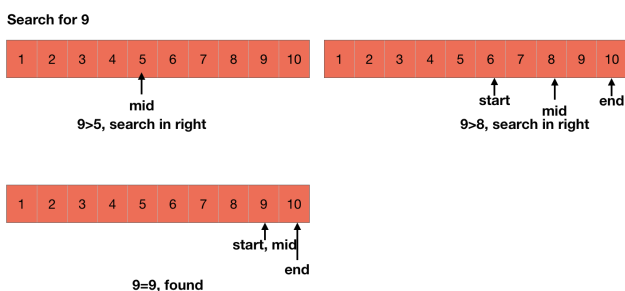 Search for 9
1 2 3 4 5 6 7 8 9 10
mid
9>5, search in right
1 2 3 4 5 6 7 8 9 10
start
mid
end
9>8, search in right
1 2 3 4 5 6 7 8 9 10
start, mid
end
9=9, found